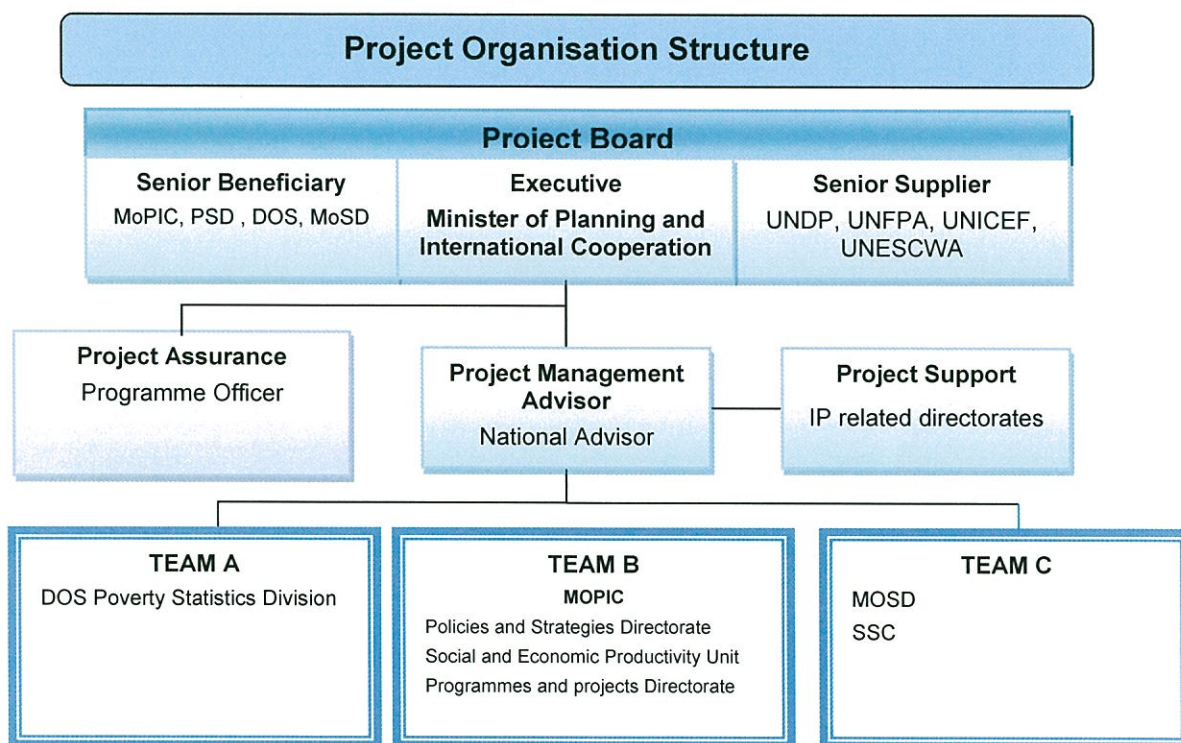 Project Organisation Structure
Project Board
Senior Beneficiary
MoPIC, PSD , DOS, MoSD
Executive
Minister of Planning and
International Cooperation
Senior Supplier
UNDP, UNFPA, UNICEF,
UNESCWA
Project Assurance
Programme Officer
Project Management
Advisor
National Advisor
Project Support
IP related directorates
TEAM A
DOS Poverty Statistics Division
TEAM B
MOPIC
Policies and Strategies Directorate
Social and Economic Productivity Unit
Programmes and projects Directorate
TEAM C
MOSD
SSC